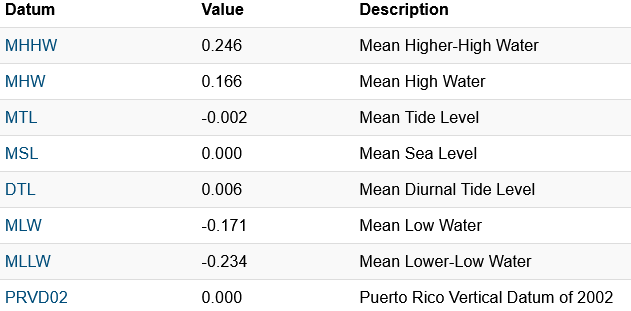 Datum Value Description
MHHW 0.246 Mean Higher-High Water
MHW 0.166 Mean High Water
MTL -0.002 Mean Tide Level
MSL 0.000 Mean Sea Level
DTL 0.006 Mean Diurnal Tide Level
MLW -0.171 Mean Low Water
MLLW -0.234 Mean Lower-Low Water
PRVD02 0.000 Puerto Rico Vertical Datum of 2002